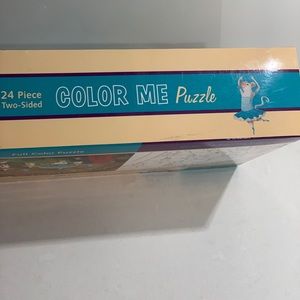 24 Piece
Two-Sided
COLOR ME Puzzle
Full Color Puzzle